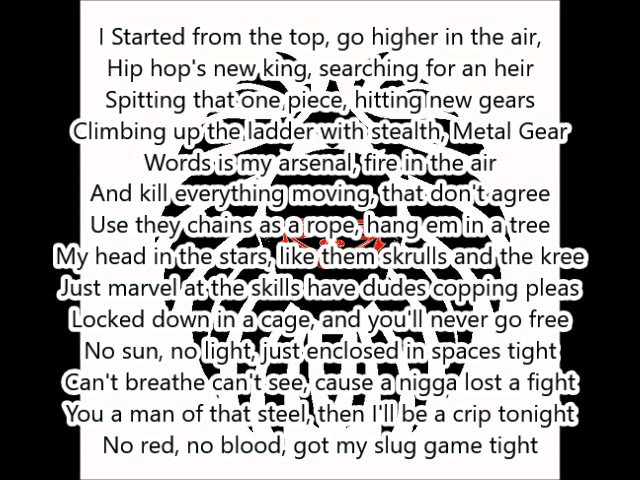 I Started from the top, go higher in the air,
Hip hop's new king, searching for an heir
Spitting that one piece, hitting new gears
Climbing up the ladder with stealth, Metal Gear
Words is my arsenal, fire in the air
And kill everything moving, that don't agree
Use they chains as a rope, hang em in a tree
My head in the stars, like them skrulls and the kree
Just marvel at the skills have dudes copping pleas
Locked down in a cage, and you'll never go free
No sun, no light, just enclosed in spaces tight
Can't breathe can't see, cause a nigga lost a fight
You a man of that steel, then I'll be a crip tonight
No red, no blood, got my slug game tight